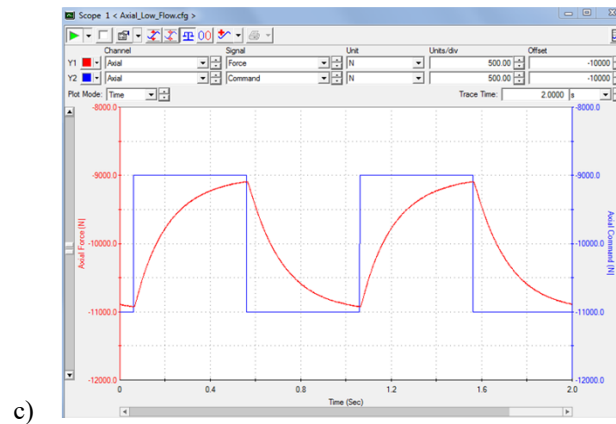 Scope 1 < Axial_Low_Flow.cfg >
Channel Signal Unit Units/div Offset
Y1 Axial Force N 500.00 -10000
Y2 Axial Command N 500.00 -10000
Plot Mode: Time Trace Time: 2.0000 s
-8000.0 -8000.0
-9000.0 -9000.0
-10000.0 -10000.0
-11000.0 -11000.0
-12000.0 -12000.0
Axial Force (N)
Axial Command (N)
0 0.4 0.8 1.2 1.6 2.0
Time (Sec)
c)